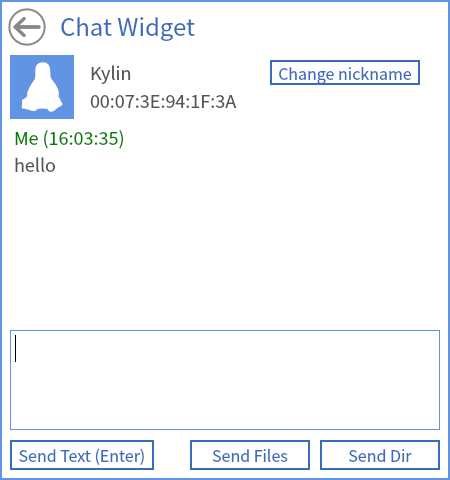 Chat Widget
Kylin
Change nickname
00:07:3E:94:1F:3A
Me (16:03:35)
hello
Send Text (Enter)
Send Files
Send Dir